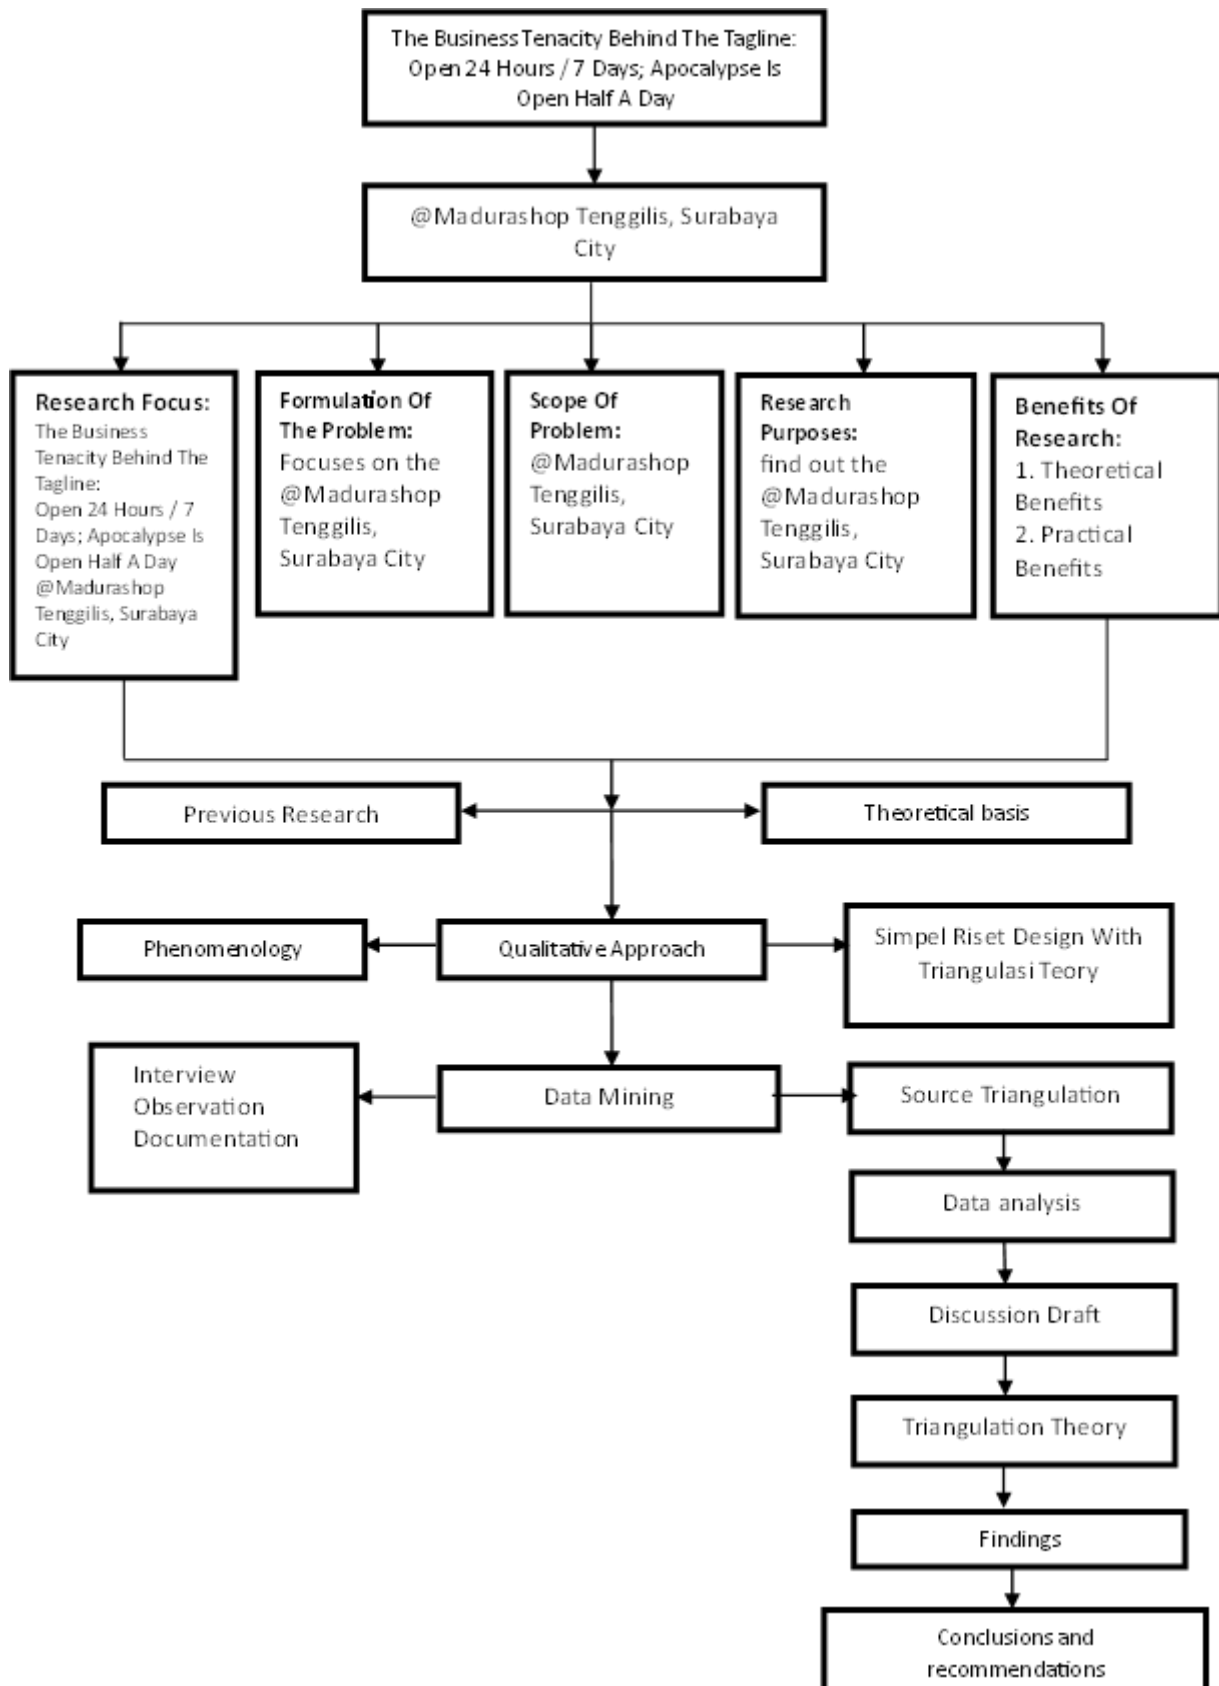 The Business Tenacity Behind The Tagline:
Open 24 Hours / 7 Days; Apocalypse Is
Open Half A Day
@Madurashop Tenggilis, Surabaya
City
Research Focus:
The Business
Tenacity Behind The
Tagline:
Open 24 Hours / 7
Days; Apocalypse Is
Open Half A Day
@Madurashop
Tenggilis, Surabaya
City
Formulation Of
The Problem:
Focuses on the
@Madurashop
Tenggilis,
Surabaya City
Scope Of
Problem:
@Madurashop
Tenggilis,
Surabaya City
Research
Purposes:
find out the
@Madurashop
Tenggilis,
Surabaya City
Benefits Of
Research:
1. Theoretical
Benefits
2. Practical
Benefits
Previous Research
Theoretical basis
Phenomenology
Qualitative Approach
Simpel Riset Design With
Triangulasi Teory
Interview
Observation
Documentation
Data Mining
Source Triangulation
Data analysis
Discussion Draft
Triangulation Theory
Findings
Conclusions and
recommendations